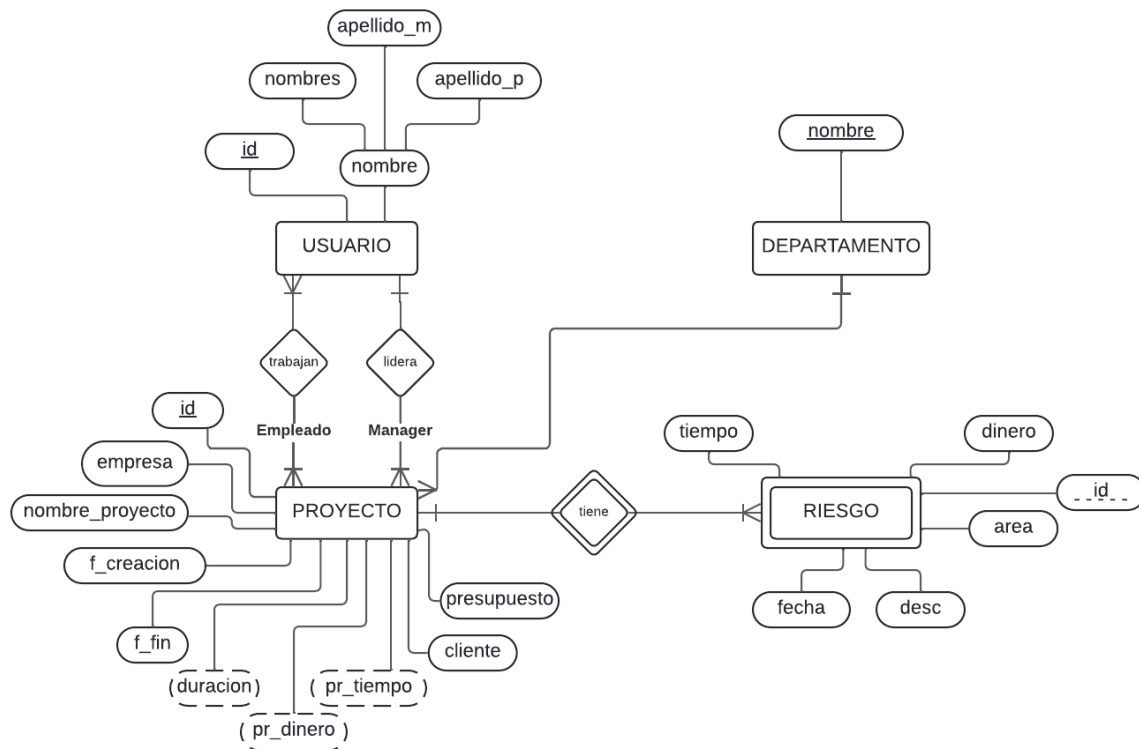 apellido_m
nombres
apellido_p
id
nombre
nombre
USUARIO
DEPARTAMENTO
trabajan
lidera
id
Empleado
Manager
tiempo
dinero
empresa
id
nombre_proyecto
PROYECTO
tiene
RIESGO
area
f_creacion
presupuesto
fecha
desc
f_fin
cliente
duracion
pr_tiempo
pr_dinero